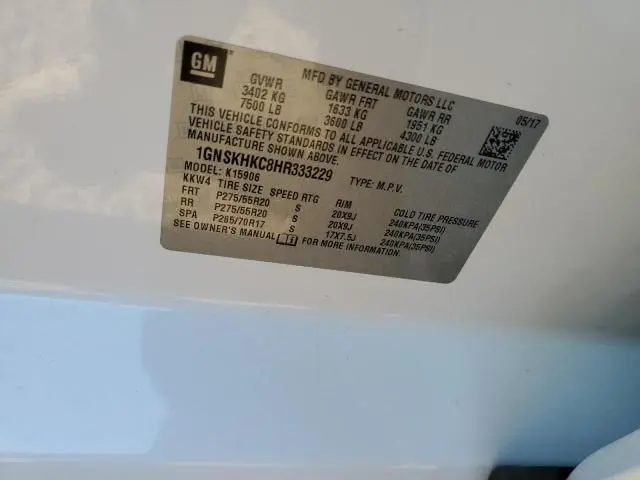 GM
MFD BY GENERAL MOTORS LLC
05/17
GVWR GAWR FRT GAWR RR
3402 KG 1633 KG 1951 KG
7500 LB 3600 LB 4300 LB
THIS VEHICLE CONFORMS TO ALL APPLICABLE U.S. FEDERAL MOTOR
VEHICLE SAFETY STANDARDS IN EFFECT ON THE DATE OF
MANUFACTURE SHOWN ABOVE.
1GNSKHKC8HR333229
MODEL: K15906 TYPE: M.P.V.
KKW4 TIRE SIZE SPEED RTG RIM COLD TIRE PRESSURE
FRT P275/55R20 S 20X9J 240KPA(35PSI)
RR P275/55R20 S 20X9J 240KPA(35PSI)
SPA P265/70R17 S 17X7.5J 240KPA(35PSI)
SEE OWNER'S MANUAL FOR MORE INFORMATION.